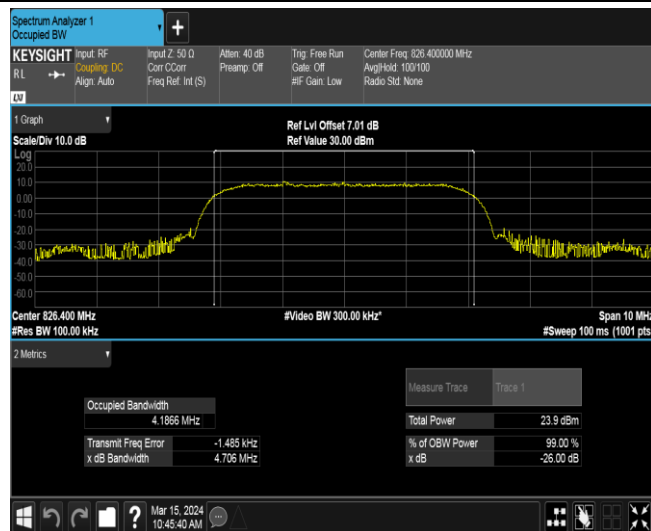 Spectrum Analyzer 1
Occupied BW
+
KEYSIGHT Input: RF Input Z: 50 Ω Atten: 40 dB Trig: Free Run Center Freq: 826.400000 MHz
RL Coupling: DC Corr CCorr Preamp: Off Gate: Off Avg|Hold: 100/100
Align: Auto Freq Ref: Int (S) #IF Gain: Low Radio Std: None
LXI
1 Graph Ref Lvl Offset 7.01 dB
Scale/Div 10.0 dB Ref Value 30.00 dBm
Log
20.0
10.0
0.00
-10.0
-20.0
-30.0
-40.0
-50.0
-60.0
Center 826.400 MHz #Video BW 300.00 kHz* Span 10 MHz
#Res BW 100.00 kHz #Sweep 100 ms (1001 pts
2 Metrics
Measure Trace Trace 1
Occupied Bandwidth
4.1866 MHz Total Power 23.9 dBm
Transmit Freq Error -1.485 kHz % of OBW Power 99.00 %
x dB Bandwidth 4.706 MHz x dB -26.00 dB
? Mar 15, 2024
10:45:40 AM